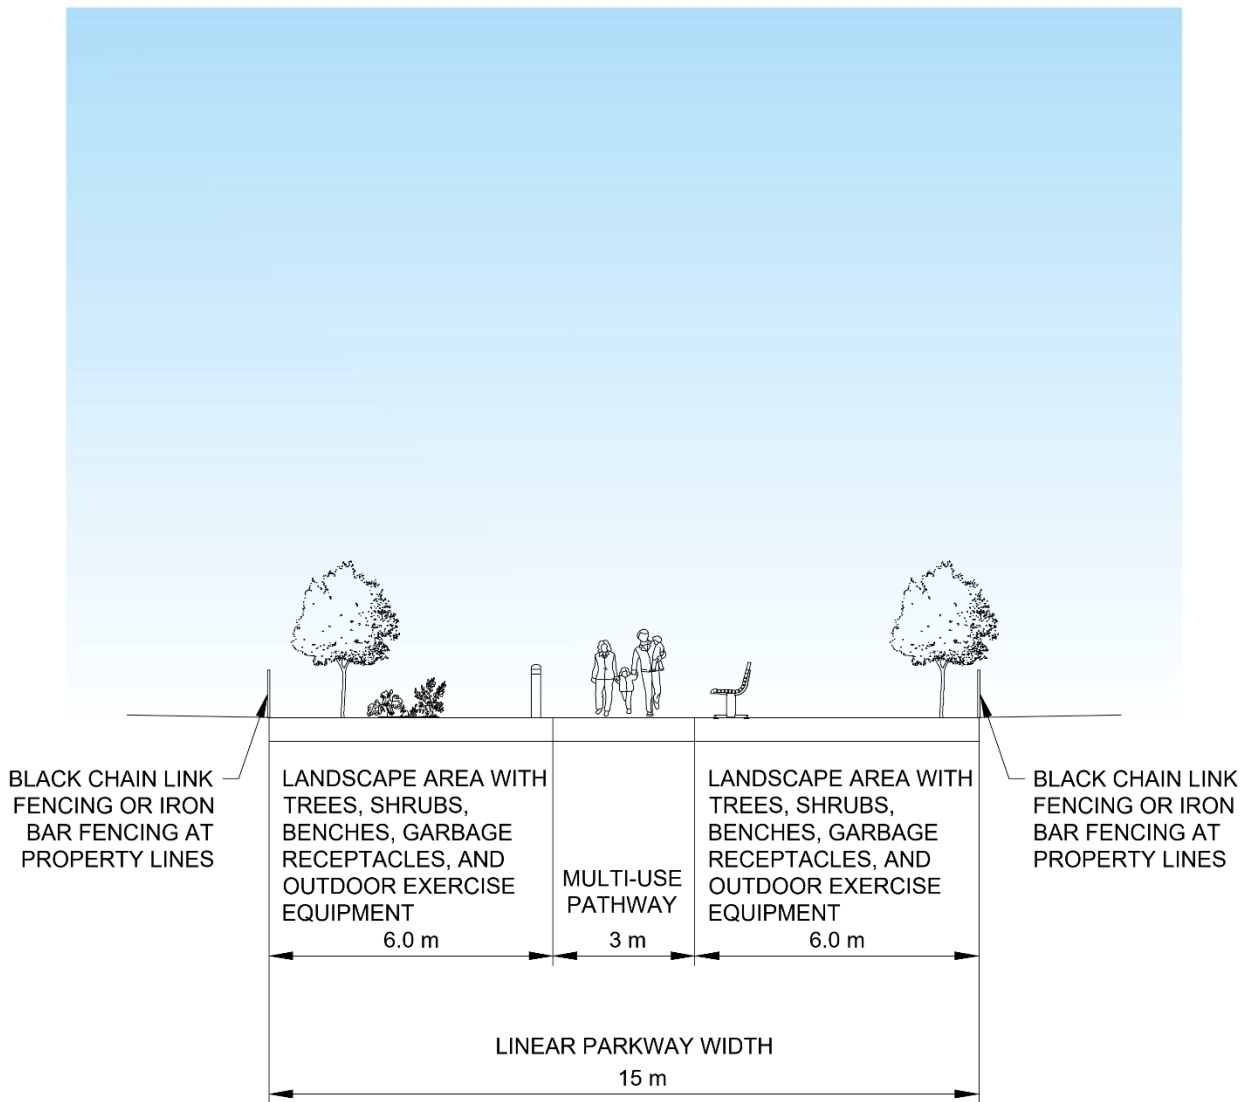 BLACK CHAIN LINK
FENCING OR IRON
BAR FENCING AT
PROPERTY LINES
LANDSCAPE AREA WITH
TREES, SHRUBS,
BENCHES, GARBAGE
RECEPTACLES, AND
OUTDOOR EXERCISE
EQUIPMENT
6.0 m
MULTI-USE
PATHWAY
3 m
LANDSCAPE AREA WITH
TREES, SHRUBS,
BENCHES, GARBAGE
RECEPTACLES, AND
OUTDOOR EXERCISE
EQUIPMENT
6.0 m
BLACK CHAIN LINK
FENCING OR IRON
BAR FENCING AT
PROPERTY LINES
LINEAR PARKWAY WIDTH
15 m